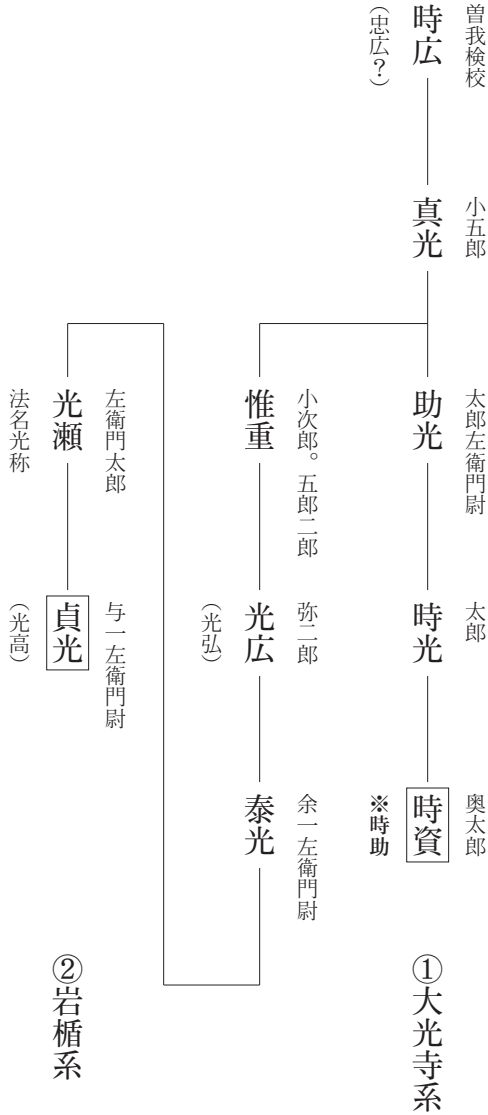 曽我検校
時広
（忠広？）
小五郎
真光
太郎左衛門尉
助光
太郎
時光
奥太郎
時資
※時助
①大光寺系
小次郎。五郎二郎
惟重
弥二郎
光広
（光弘）
余一左衛門尉
泰光
左衛門太郎
光瀬
法名光称
与一左衛門尉
貞光
（光高）
②岩楯系